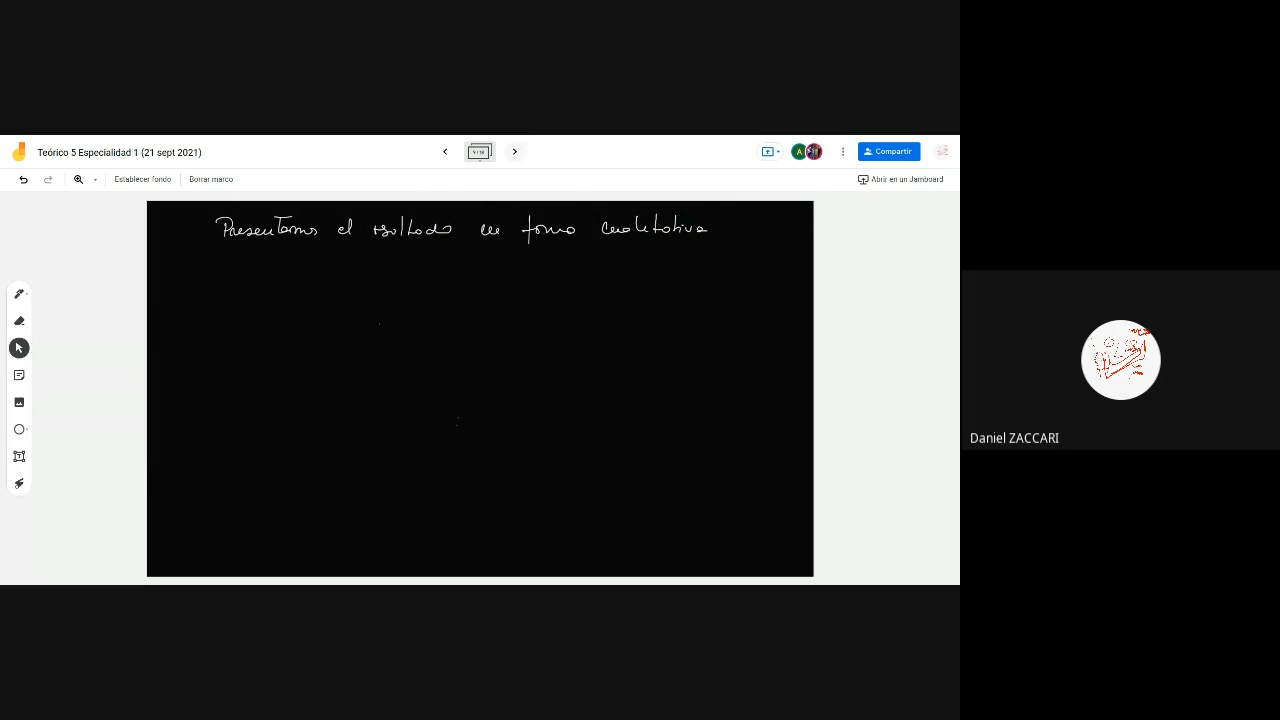 Teórico 5 Especialidad 1 (21 sept 2021)
Compartir
Establecer fondo
Borrar marco
Abrir en un Jamboard
Presentamos el resultado en forma cualitativa
A
Daniel ZACCARI